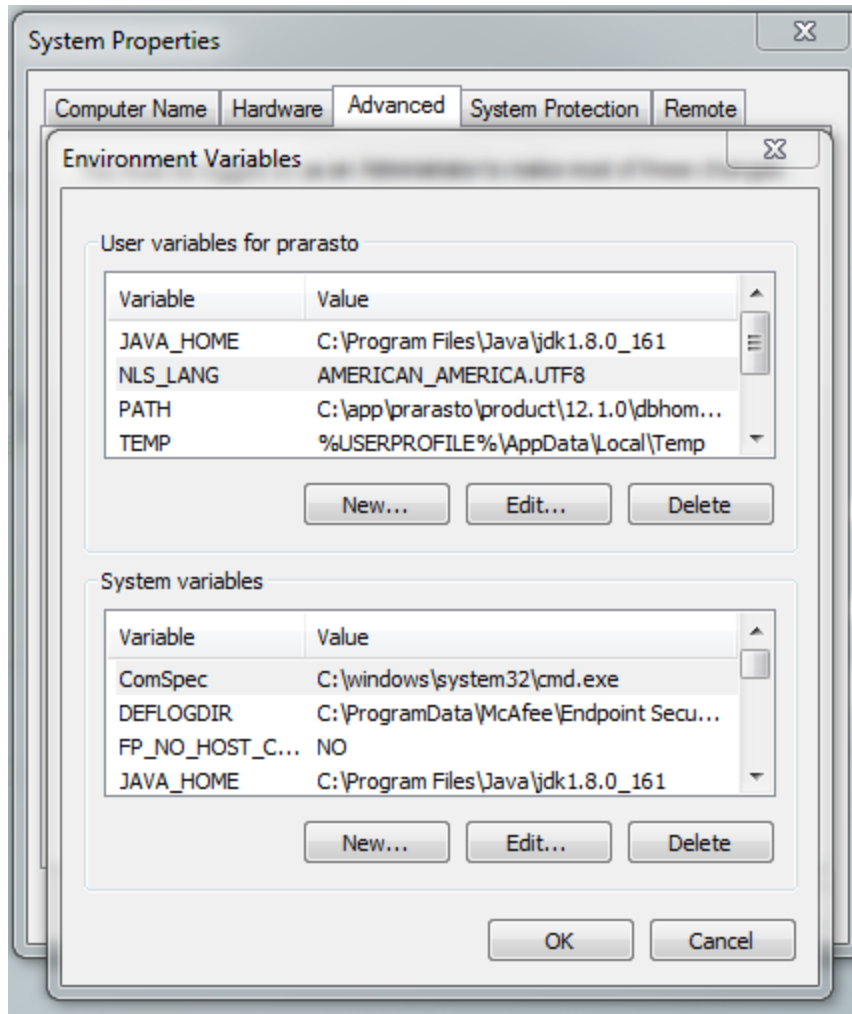 System Properties
Computer Name Hardware Advanced System Protection Remote
Environment Variables
User variables for prarasto
Variable Value
JAVA_HOME C:\Program Files\Java\jdk1.8.0_161
NLS_LANG AMERICAN_AMERICA.UTF8
PATH C:\app\prarasto\product\12.1.0\dbhom...
TEMP %USERPROFILE%\AppData\Local\Temp
New... Edit... Delete
System variables
Variable Value
ComSpec C:\windows\system32\cmd.exe
DEFLOGDIR C:\ProgramData\McAfee\Endpoint Secu...
FP_NO_HOST_C... NO
JAVA_HOME C:\Program Files\Java\jdk1.8.0_161
New... Edit... Delete
OK Cancel